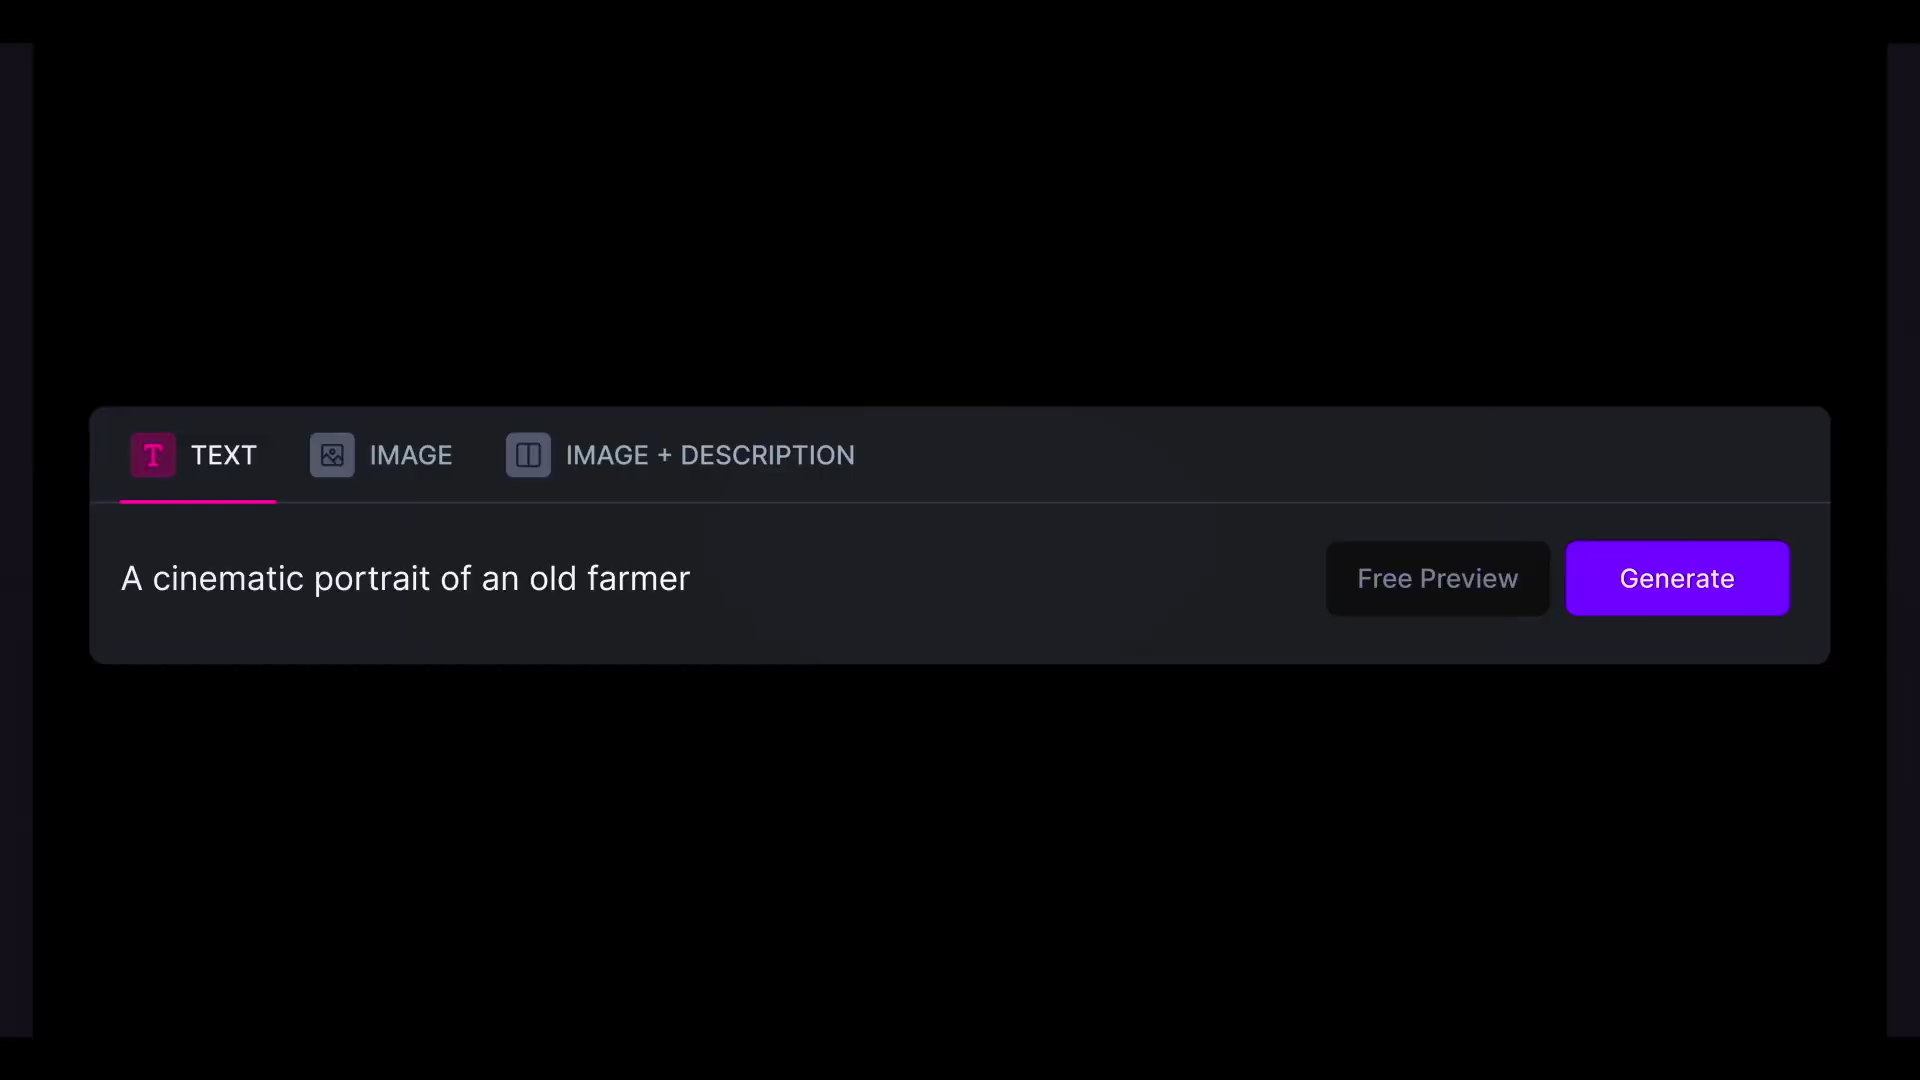 TEXT IMAGE IMAGE + DESCRIPTION
A cinematic portrait of an old farmer Free Preview Generate